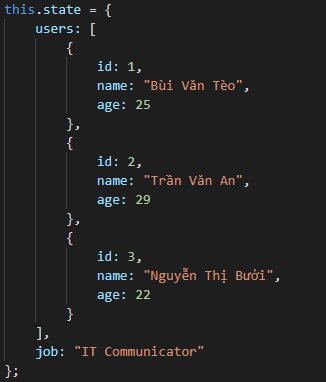 this.state = {
    users: [
        {
            id: 1,
            name: "Bùi Văn Tèo",
            age: 25
        },
        {
            id: 2,
            name: "Trần Văn An",
            age: 29
        },
        {
            id: 3,
            name: "Nguyễn Thị Bưởi",
            age: 22
        }
    ],
    job: "IT Communicator"
};